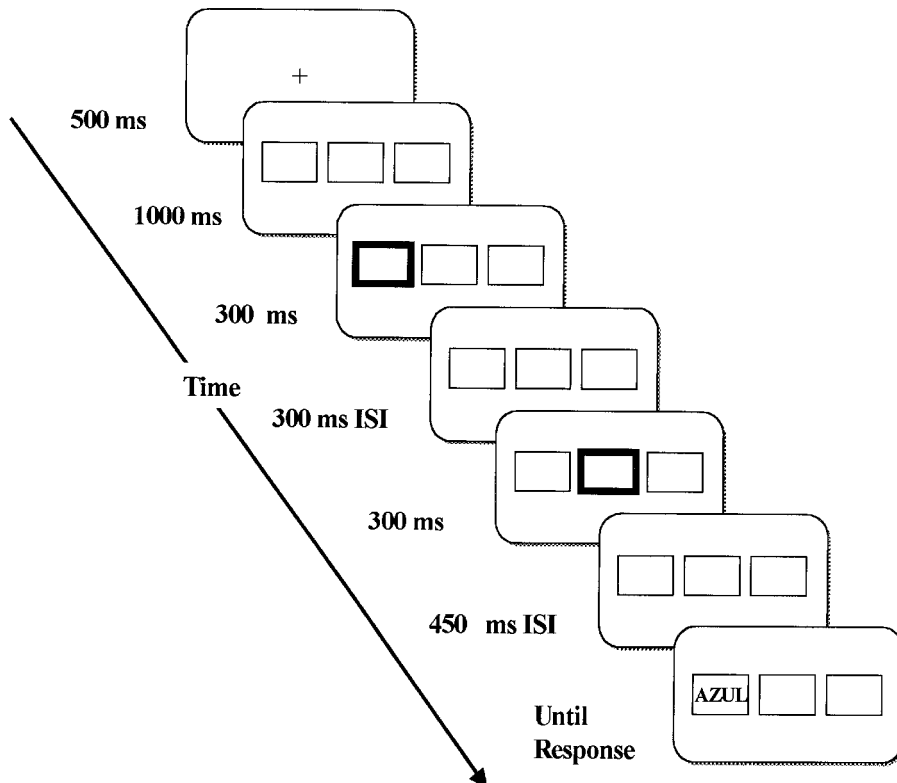 +
500 ms
1000 ms
300 ms
Time
300 ms ISI
300 ms
450 ms ISI
AZUL
Until
Response